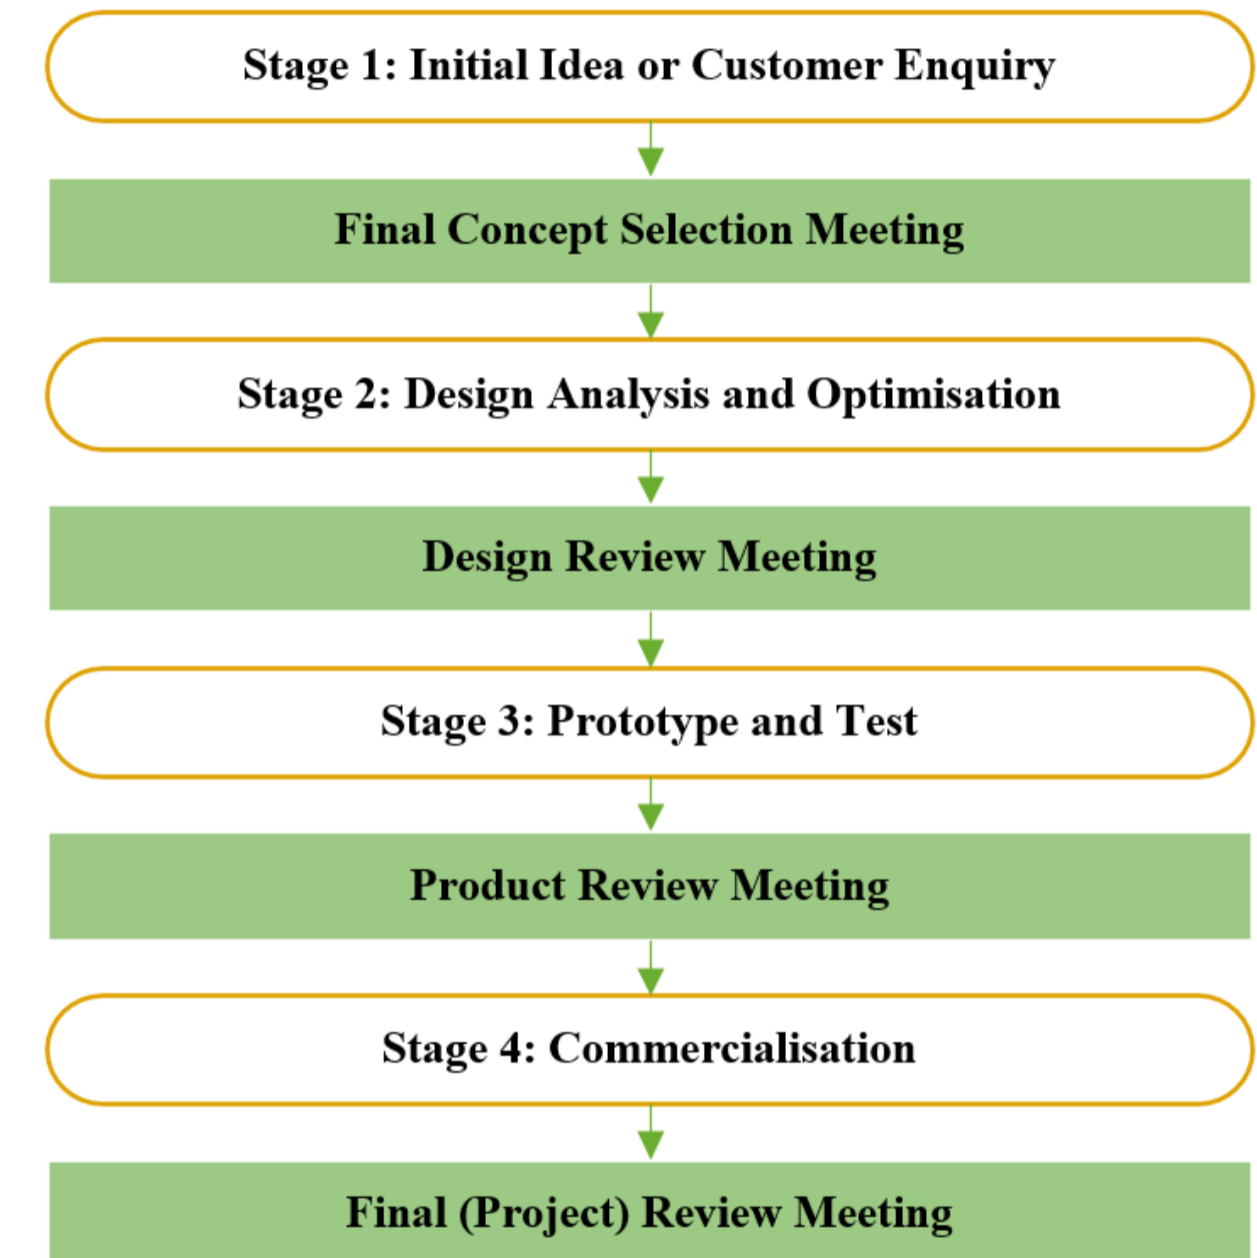 Stage 1: Initial Idea or Customer Enquiry
Final Concept Selection Meeting
Stage 2: Design Analysis and Optimisation
Design Review Meeting
Stage 3: Prototype and Test
Product Review Meeting
Stage 4: Commercialisation
Final (Project) Review Meeting